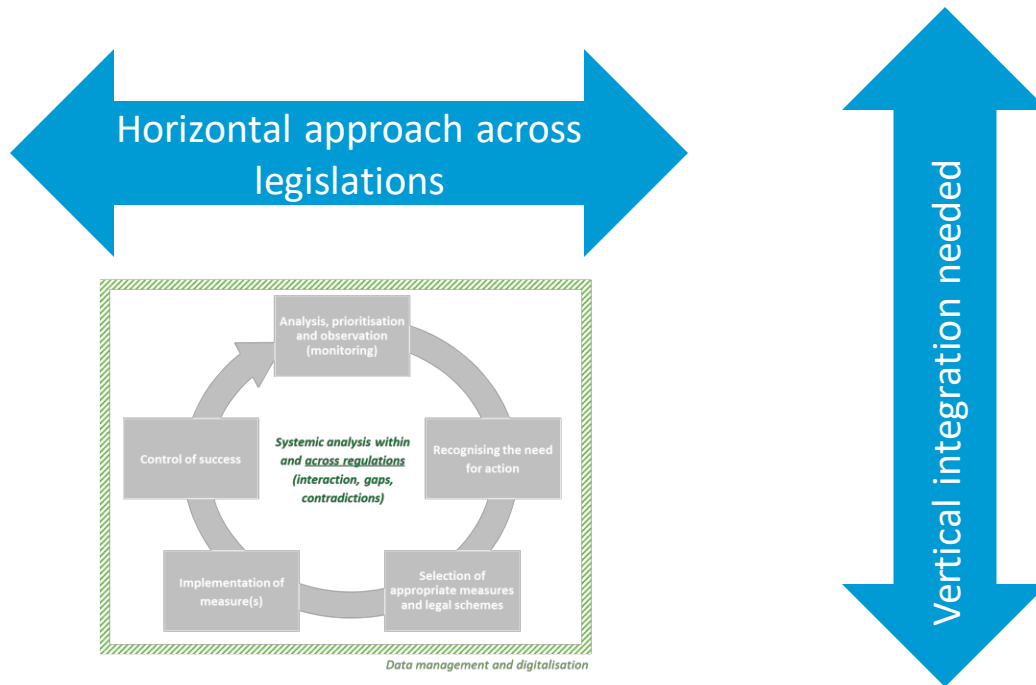 Horizontal approach across
legislations
Vertical integration needed
Analysis, prioritisation
and observation
(monitoring)
Control of success
Systemic analysis within
and across regulations
(interaction, gaps,
contradictions)
Recognising the need
for action
Implementation of
measure(s)
Selection of
appropriate measures
and legal schemes
Data management and digitalisation